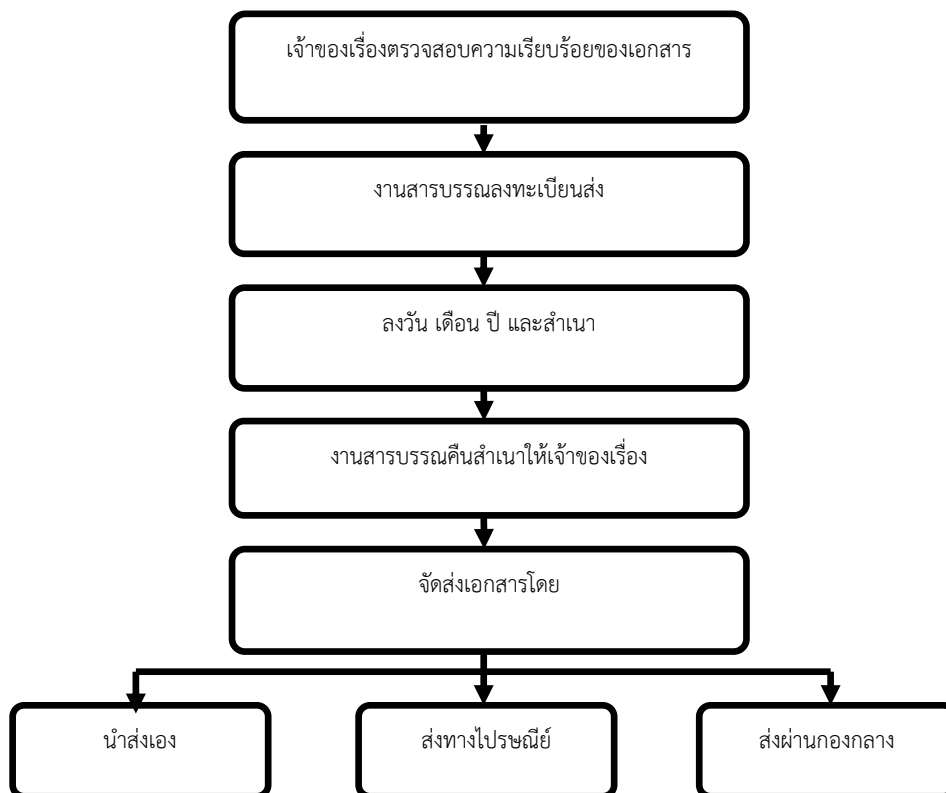 เจ้าของเรื่องตรวจสอบความเรียบร้อยของเอกสาร
งานสารบรรณลงทะเบียนส่ง
ลงวัน เดือน ปี และสำเนา
งานสารบรรณคืนสำเนาให้เจ้าของเรื่อง
จัดส่งเอกสารโดย
นำส่งเอง
ส่งทางไปรษณีย์
ส่งผ่านกองกลาง